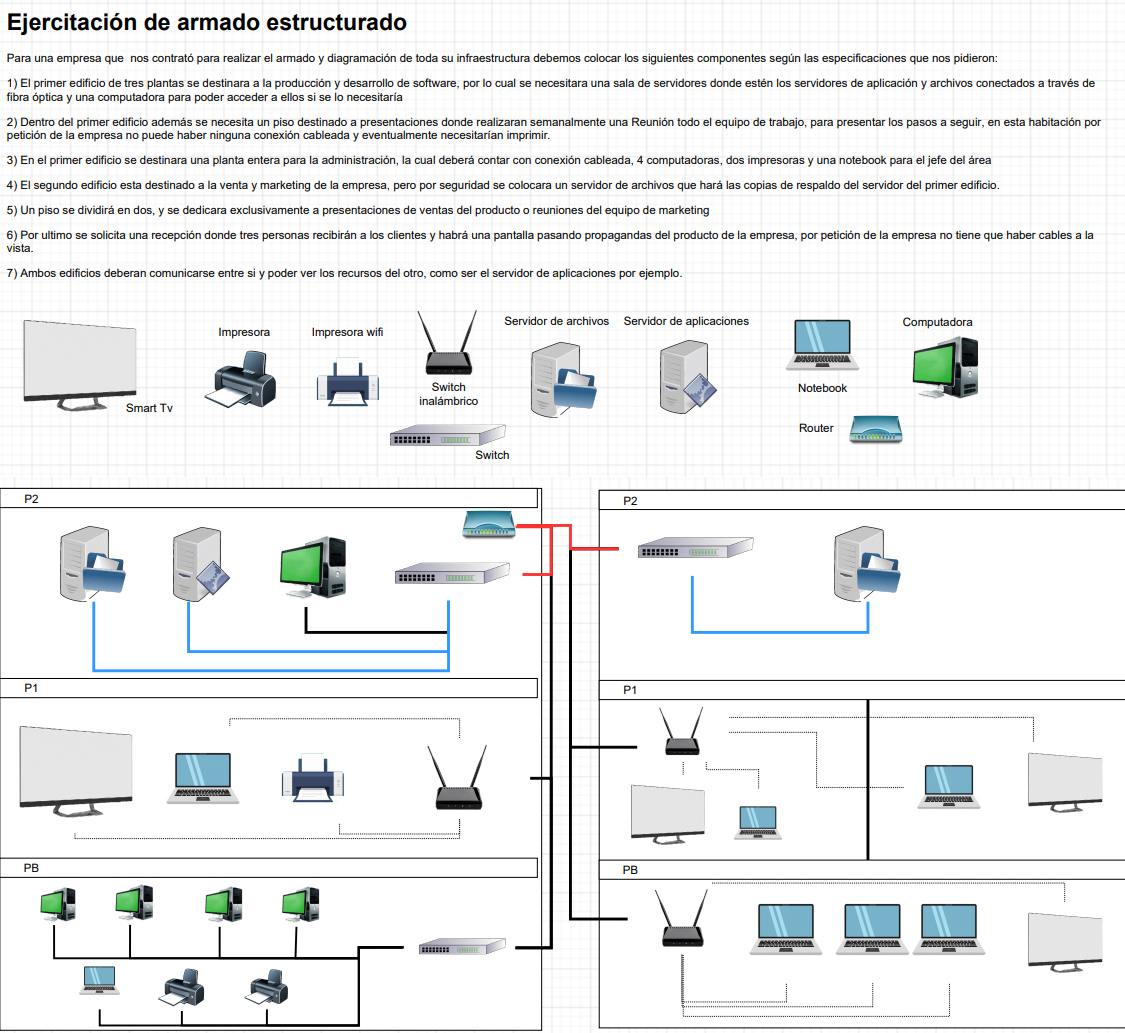 Ejercitación de armado estructurado
Para una empresa que  nos contrató para realizar el armado y diagramación de toda su infraestructura debemos colocar los siguientes componentes según las especificaciones que nos pidieron:
1) El primer edificio de tres plantas se destinara a la producción y desarrollo de software, por lo cual se necesitara una sala de servidores donde estén los servidores de aplicación y archivos conectados a través de
fibra óptica y una computadora para poder acceder a ellos si se lo necesitaría
2) Dentro del primer edificio además se necesita un piso destinado a presentaciones donde realizaran semanalmente una Reunión todo el equipo de trabajo, para presentar los pasos a seguir, en esta habitación por
petición de la empresa no puede haber ninguna conexión cableada y eventualmente necesitarían imprimir.
3) En el primer edificio se destinara una planta entera para la administración, la cual deberá contar con conexión cableada, 4 computadoras, dos impresoras y una notebook para el jefe del área
4) El segundo edificio esta destinado a la venta y marketing de la empresa, pero por seguridad se colocara un servidor de archivos que hará las copias de respaldo del servidor del primer edificio.
5) Un piso se dividirá en dos, y se dedicara exclusivamente a presentaciones de ventas del producto o reuniones del equipo de marketing
6) Por ultimo se solicita una recepción donde tres personas recibirán a los clientes y habrá una pantalla pasando propagandas del producto de la empresa, por petición de la empresa no tiene que haber cables a la
vista.
7) Ambos edificios deberan comunicarse entre si y poder ver los recursos del otro, como ser el servidor de aplicaciones por ejemplo.
Smart Tv
Impresora
Impresora wifi
Switch
inalámbrico
Switch
Servidor de archivos
Servidor de aplicaciones
Notebook
Router
Computadora
P2
P1
PB
P2
P1
PB